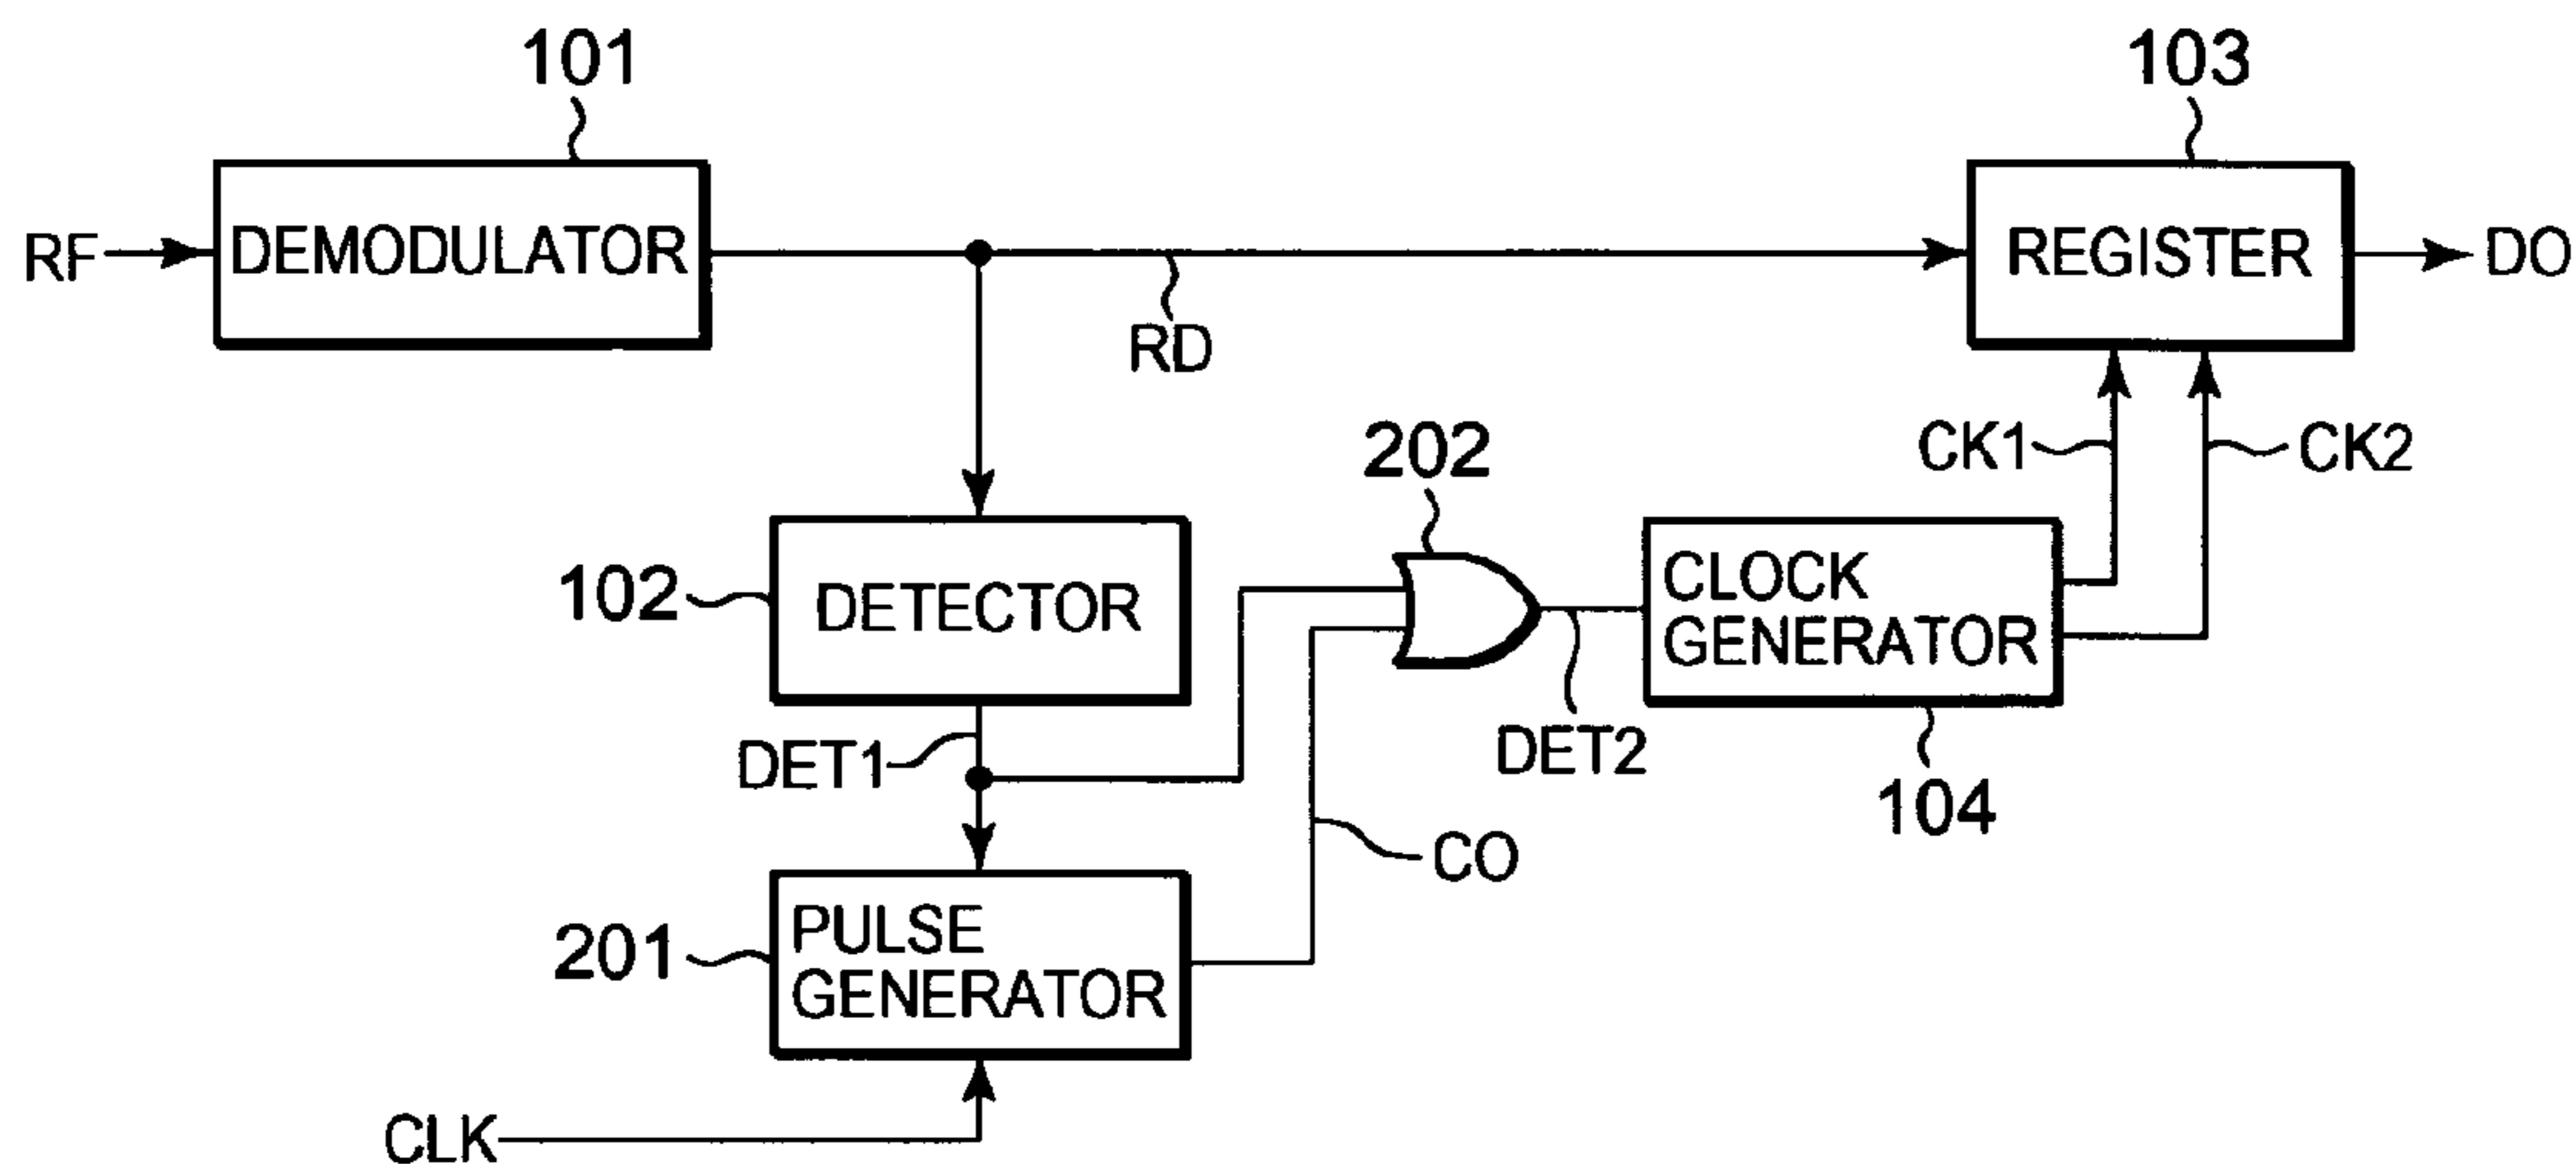 101
103
RF
DEMODULATOR
REGISTER
DO
RD
CK1
CK2
202
102
DETECTOR
CLOCK
GENERATOR
DET1
DET2
104
CO
201
PULSE
GENERATOR
CLK